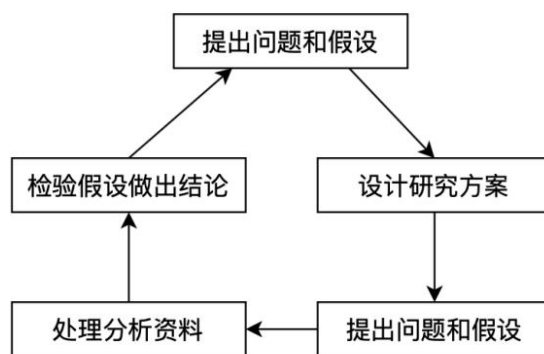 提出问题和假设
检验假设做出结论
设计研究方案
处理分析资料
提出问题和假设